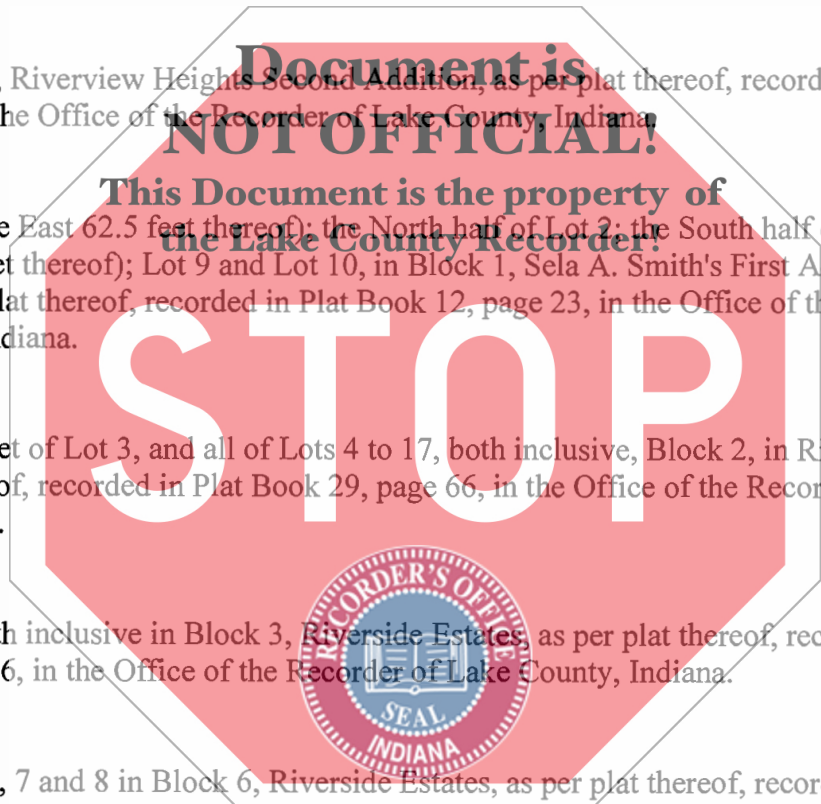 Document is
, Riverview Heights Second Addition, as per plat thereof, record
he Office of the Recorder of Lake County, Indiana.
NOT OFFICIAL!
This Document is the property of
e East 62.5 feet thereof); the North half of Lot 2; the South half
the Lake County Recorder!
et thereof); Lot 9 and Lot 10, in Block 1, Sela A. Smith's First A
lat thereof, recorded in Plat Book 12, page 23, in the Office of th
diana.
STOP
et of Lot 3, and all of Lots 4 to 17, both inclusive, Block 2, in Ri
of, recorded in Plat Book 29, page 66, in the Office of the Recor
.
RECORDER'S OFFICE
h inclusive in Block 3, Riverside Estates, as per plat thereof, rec
6, in the Office of the Recorder of Lake County, Indiana.
SEAL
INDIANA
, 7 and 8 in Block 6, Riverside Estates, as per plat thereof, recor